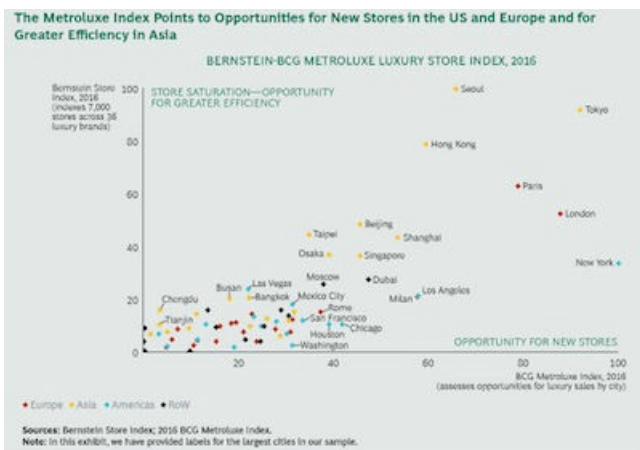 The Metroluxe Index Points to Opportunities for New Stores in the US and Europe and for
Greater Efficiency in Asia
BERNSTEIN-BCG METROLUXE LUXURY STORE INDEX, 2016
Bernstein Store
Index, 2016
(indexes 7,000
stores across 36
luxury brands)
100
STORE SATURATION—OPPORTUNITY
FOR GREATER EFFICIENCY
Seoul
Tokyo
80
Hong Kong
60
Paris
London
Beijing
Taipei
Shanghai
40
Osaka
Singapore
New York
Moscow
Dubai
Busan
Las Vegas
Los Angeles
20
Chengdu
Bangkok
Mexico City
Milan
Rome
Tianjin
San Francisco
Chicago
Houston
Washington
OPPORTUNITY FOR NEW STORES
0
20
40
60
80
100
BCG Metroluxe Index, 2016
(assesses opportunities for luxury sales by city)
Europe Asia Americas RoW
Sources: Bernstein Store Index; 2016 BCG Metroluxe Index.
Note: In this exhibit, we have provided labels for the largest cities in our sample.